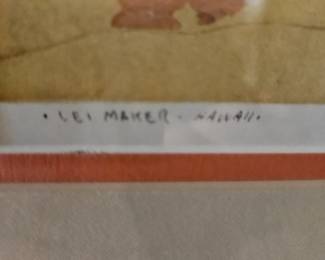 • LEI MAKER - HAWAII •